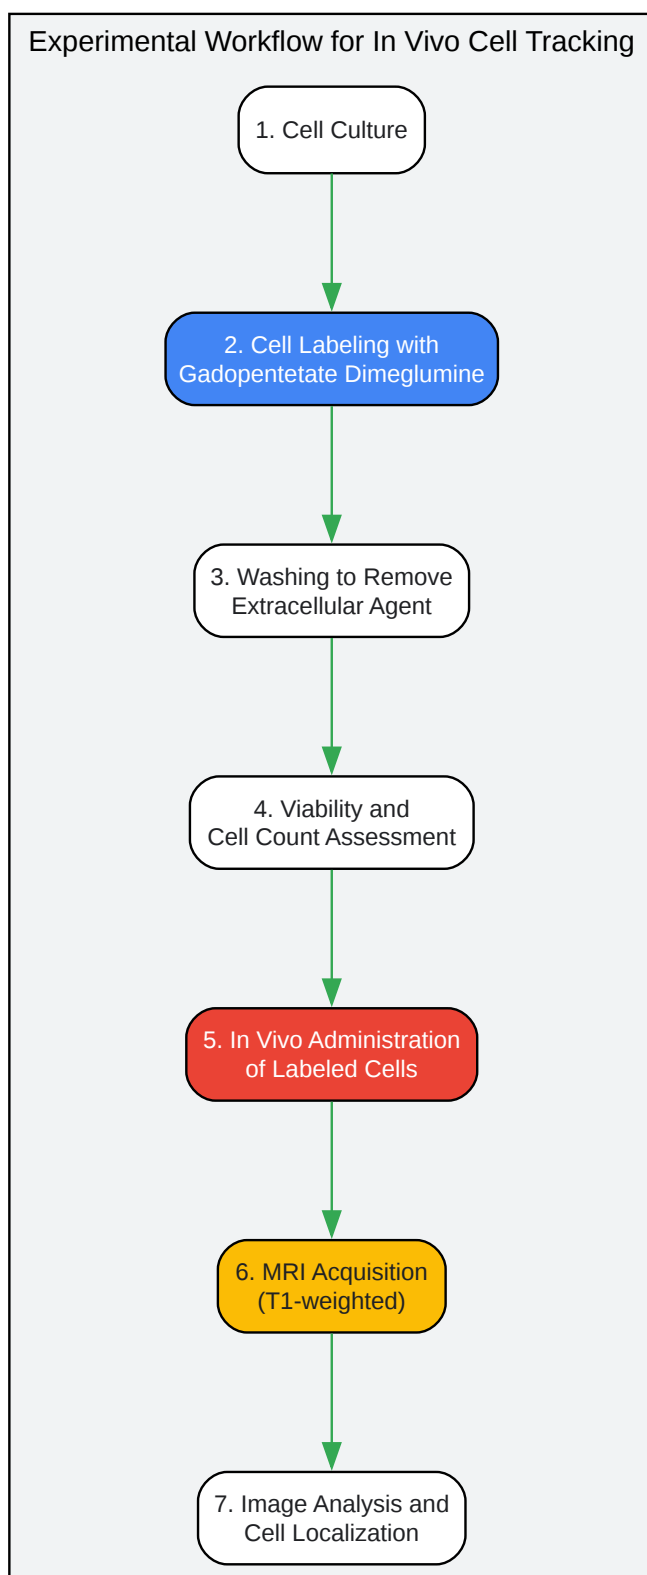 Experimental Workflow for In Vivo Cell Tracking
1. Cell Culture
2. Cell Labeling with
Gadopentetate Dimeglumine
3. Washing to Remove
Extracellular Agent
4. Viability and
Cell Count Assessment
5. In Vivo Administration
of Labeled Cells
6. MRI Acquisition
(T1-weighted)
7. Image Analysis and
Cell Localization